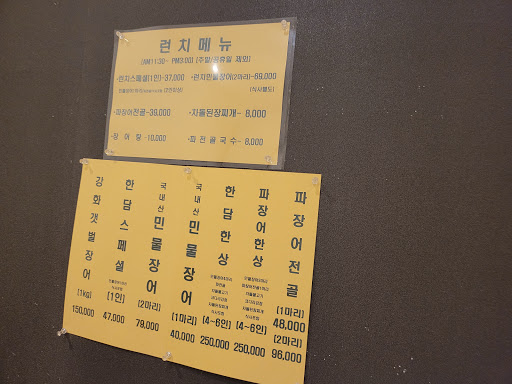 런치메뉴
(AM11:30~ PM3:00) (주말/공휴일 제외)
·런치스페셜(1인)-37,000
·런치민물장어(2마리)-69,000
(식사별도)
·파장어전골-39,000
·차돌된장찌개- 8,000
·장 어 탕 -10,000
·파 전 골 국 수 - 8,000
파장어전골
(1마리)
48,000
(2마리)
96,000
파장어한상
(4~6인)
250,000
한담한상
(4~6인)
250,000
국내산 민물장어
(1마리)
40,000
국내산 민물장어
(2마리)
79,000
한담스페셜
(1인)
47,000
강화갯벌장어
(1kg)
150,000